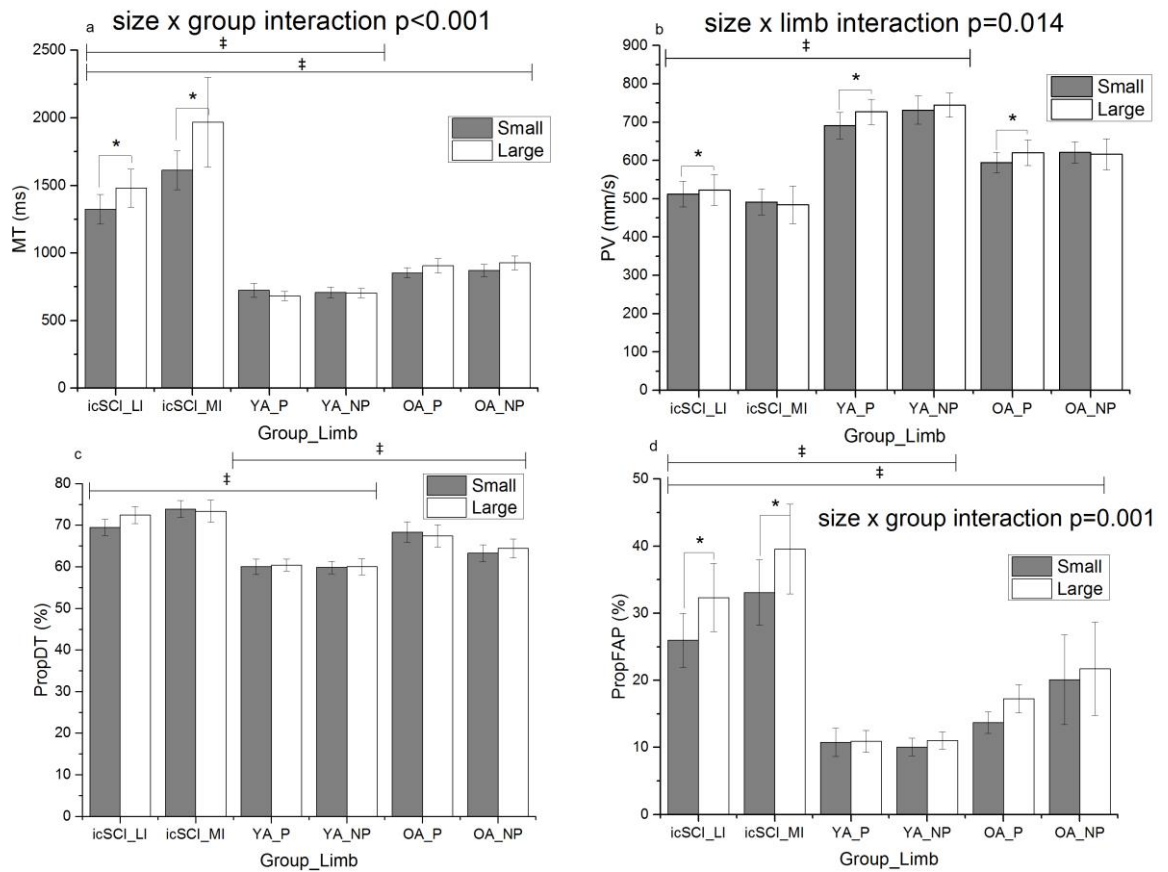 a
size x group interaction p<0.001
‡
‡
2500
2000
1500
1000
500
0
MT (ms)
*
*
Small
Large
icSCI_LI
icSCI_MI
YA_P
YA_NP
OA_P
OA_NP
Group_Limb
b
size x limb interaction p=0.014
‡
900
800
700
600
500
400
300
200
100
0
PV (mm/s)
*
*
*
Small
Large
icSCI_LI
icSCI_MI
YA_P
YA_NP
OA_P
OA_NP
Group_Limb
c
‡
‡
80
70
60
50
40
30
20
10
0
PropDT (%)
Small
Large
icSCI_LI
icSCI_MI
YA_P
YA_NP
OA_P
OA_NP
Group_Limb
d
‡
‡
size x group interaction p=0.001
50
40
30
20
10
0
PropFAP (%)
*
*
Small
Large
icSCI_LI
icSCI_MI
YA_P
YA_NP
OA_P
OA_NP
Group_Limb